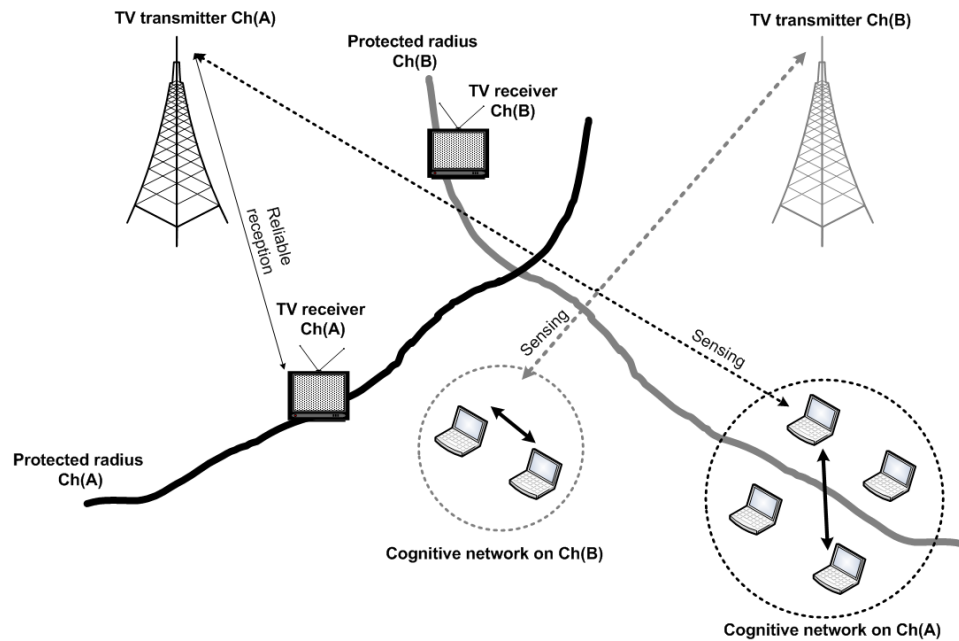 TV transmitter Ch(A)
TV transmitter Ch(B)
Protected radius
Ch(B)
TV receiver
Ch(B)
Reliable
reception
TV receiver
Ch(A)
Sensing
Sensing
Protected radius
Ch(A)
Cognitive network on Ch(B)
Cognitive network on Ch(A)